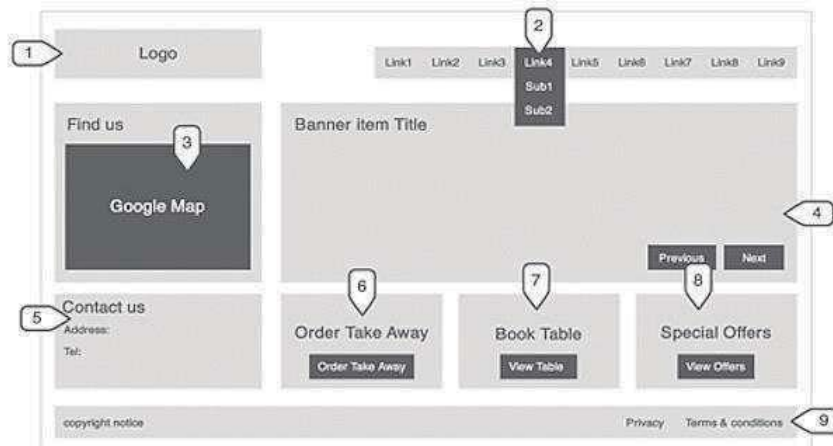 1
Logo
2
Link1 Link2 Link3 Link4 Link5 Link6 Link7 Link8 Link9
Sub1
Sub2
Find us
3
Google Map
Banner item Title
4
Previous Next
5
Contact us
Address:
Tel:
6
Order Take Away
Order Take Away
7
Book Table
View Table
8
Special Offers
View Offers
copyright notice
Privacy Terms & conditions
9